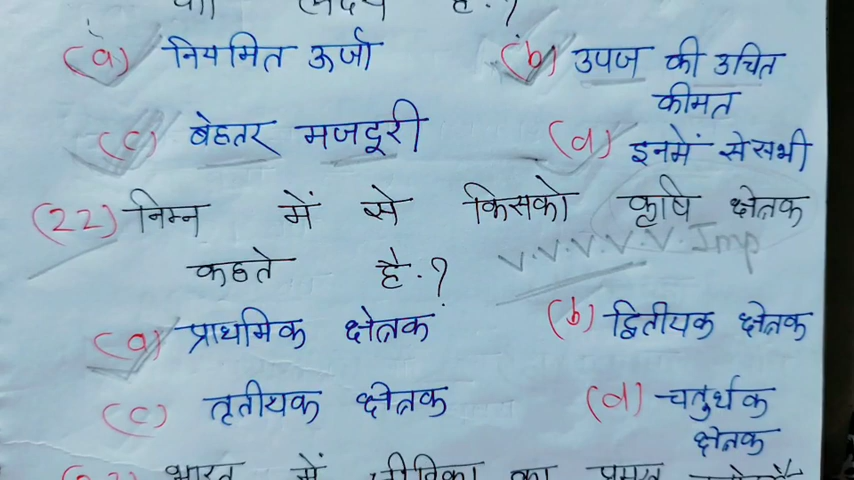 (a) नियमित ऊर्जा (b) उपज की उचित
कीमत
(c) बेहतर मजदूरी (d) इनमें से सभी
(22) निम्न में से किसको कृषि क्षेत्रक
कहते है.?
V.V.V.V.V.Imp
(a) प्राथमिक क्षेत्रक (b) द्वितीयक क्षेत्रक
(c) तृतीयक क्षेत्रक (d) चतुर्थक
क्षेत्रक
भारत में का